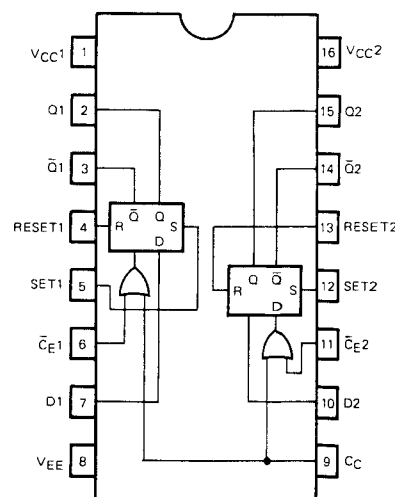 VCC1 1 16 VCC2
Q1 2 15 Q2
Q̅1 3 14 Q̅2
RESET1 4 13 RESET2
SET1 5 12 SET2
C̅E1 6 11 C̅E2
D1 7 10 D2
VEE 8 9 CC
R Q̅ Q S
D
R Q Q̅ S
D